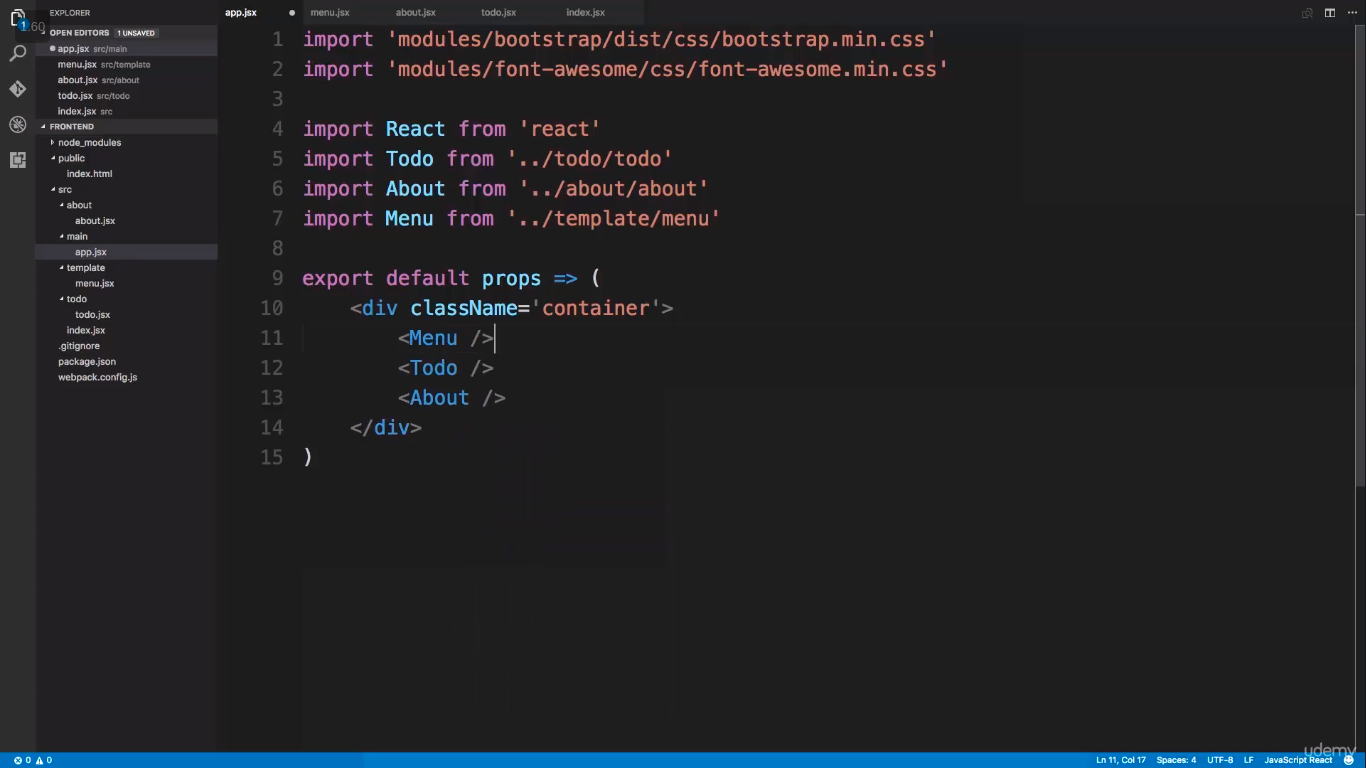 EXPLORER
OPEN EDITORS 1 UNSAVED
app.jsx src/main
menu.jsx src/template
about.jsx src/about
todo.jsx src/todo
index.jsx src
FRONTEND
node_modules
public
index.html
src
about
about.jsx
main
app.jsx
template
menu.jsx
todo
todo.jsx
index.jsx
.gitignore
package.json
webpack.config.js
app.jsx menu.jsx about.jsx todo.jsx index.jsx
1 import 'modules/bootstrap/dist/css/bootstrap.min.css'
2 import 'modules/font-awesome/css/font-awesome.min.css'
3
4 import React from 'react'
5 import Todo from '../todo/todo'
6 import About from '../about/about'
7 import Menu from '../template/menu'
8
9 export default props => (
10 <div className='container'>
11 <Menu />
12 <Todo />
13 <About />
14 </div>
15 )
0 0 Ln 11, Col 17 Spaces: 4 UTF-8 LF JavaScript React
udemy